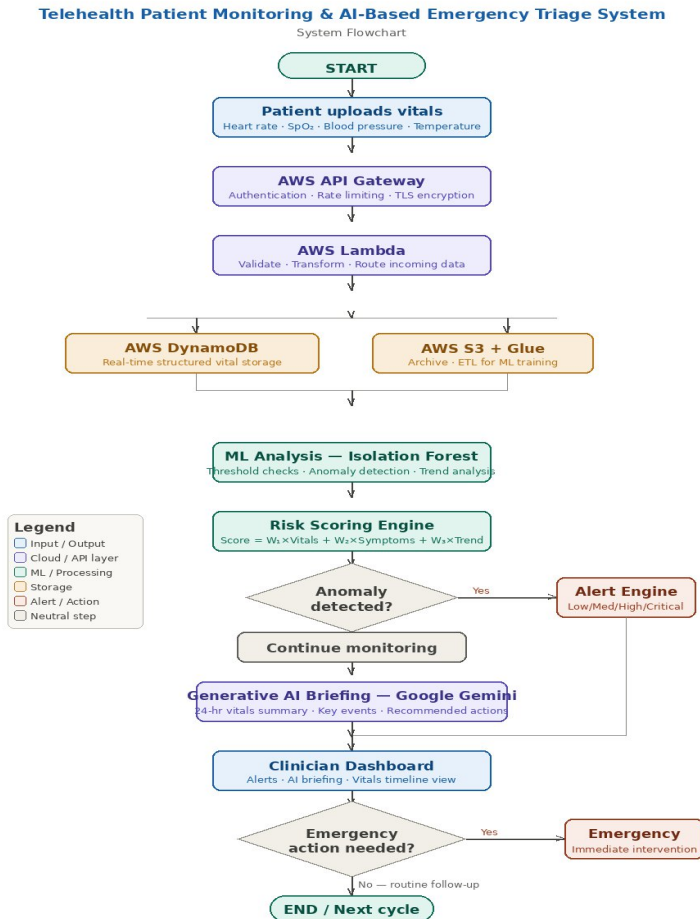 Telehealth Patient Monitoring & AI-Based Emergency Triage System
System Flowchart
START
Patient uploads vitals
Heart rate · SpO₂ · Blood pressure · Temperature
AWS API Gateway
Authentication · Rate limiting · TLS encryption
AWS Lambda
Validate · Transform · Route incoming data
AWS DynamoDB
Real-time structured vital storage
AWS S3 + Glue
Archive · ETL for ML training
ML Analysis — Isolation Forest
Threshold checks · Anomaly detection · Trend analysis
Risk Scoring Engine
Score = W₁×Vitals + W₂×Symptoms + W₃×Trend
Legend
Input / Output
Cloud / API layer
ML / Processing
Storage
Alert / Action
Neutral step
Anomaly
detected?
Yes
Alert Engine
Low/Med/High/Critical
Continue monitoring
Generative AI Briefing — Google Gemini
24-hr vitals summary · Key events · Recommended actions
Clinician Dashboard
Alerts · AI briefing · Vitals timeline view
Emergency
action needed?
Yes
Emergency
Immediate intervention
No — routine follow-up
END / Next cycle